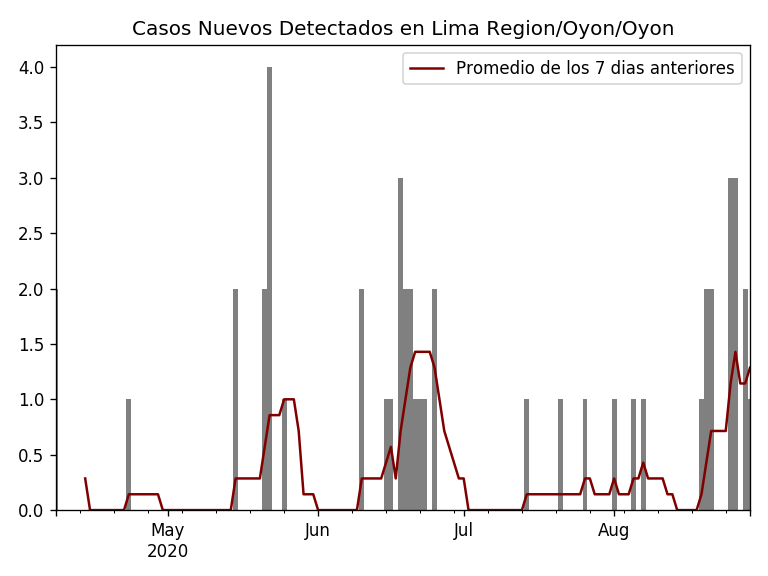 Casos Nuevos Detectados en Lima Region/Oyon/Oyon
Promedio de los 7 dias anteriores
4.0
3.5
3.0
2.5
2.0
1.5
1.0
0.5
0.0
May
2020
Jun
Jul
Aug